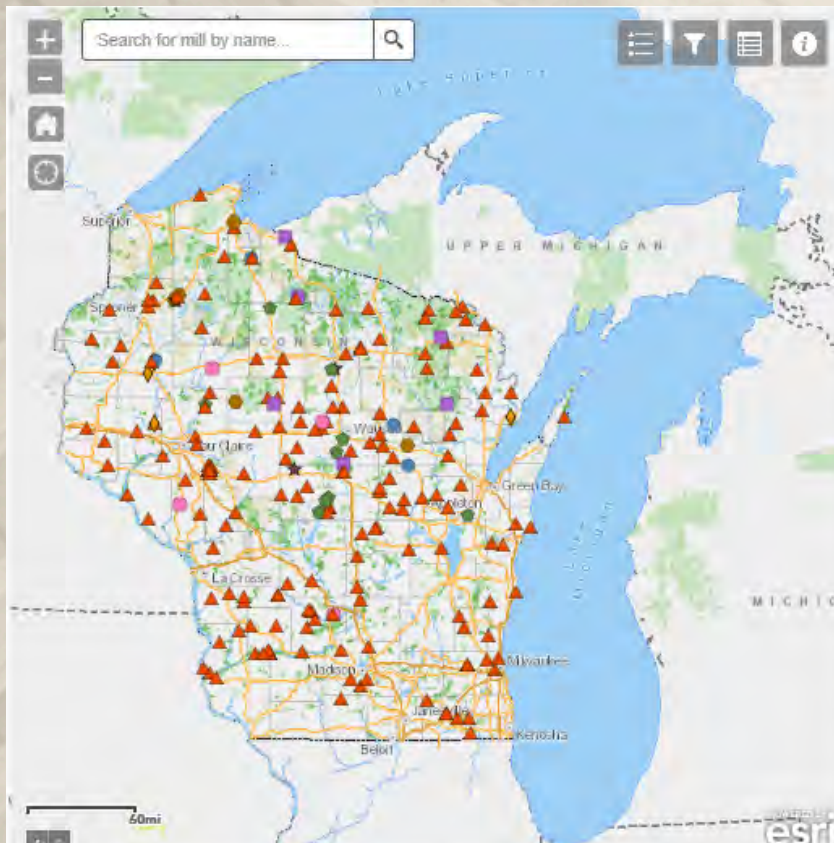 Search for mill by name...
Lake Superior
Superior
UPPER MICHIGAN
Spooner
WISCONSIN
Eau Claire
Green Bay
Appleton
Lake
Michigan
La Crosse
MICHIG
Madison
Milwaukee
Janesville
Kenosha
Beloit
60mi
esri